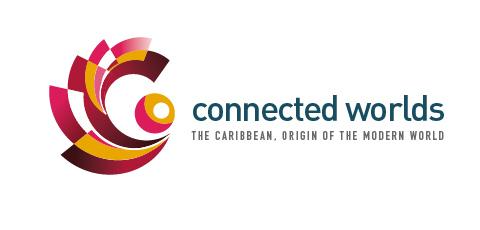 connected worlds
THE CARIBBEAN, ORIGIN OF THE MODERN WORLD